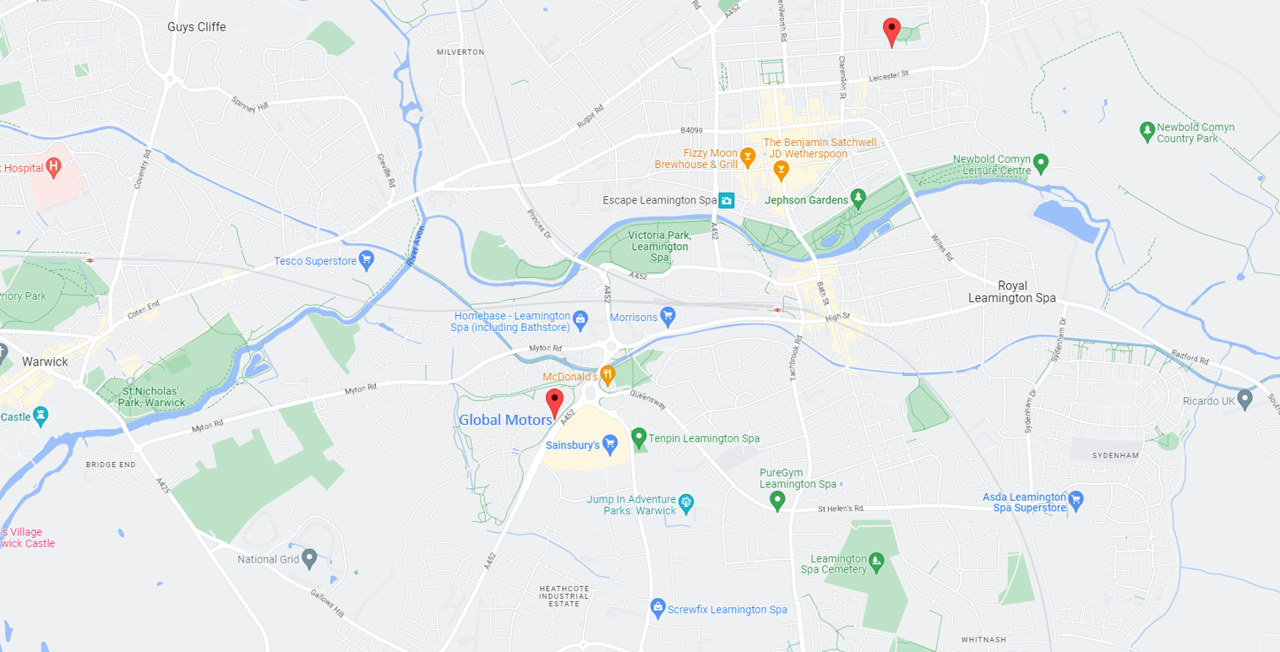 Guys Cliffe
A452
enilworth Rd
MILVERTON
Clarendon St
Leicester St
Spinney Hill
Rugby Rd
B4099
The Benjamin Satchwell
- JD Wetherspoon
Newbold Comyn
Country Park
Fizzy Moon
Brewhouse & Grill
Newbold Comyn
Leisure Centre
Hospital
Coventry Rd
Greville Rd
Escape Leamington Spa
Jephson Gardens
Princes Dr
A452
River Avon
Victoria Park,
Leamington
Spa
Willes Rd
Tesco Superstore
A452
Priory Park
A452
Bath St
Royal
Leamington Spa
Coten End
Homebase - Leamington
Spa (including Bathstore)
Morrisons
High St
Myton Rd
Sydenham Dr
Radford Rd
Warwick
Tachbrook Rd
McDonald's
Myton Rd
St Nicholas'
Park, Warwick
Queensway
Sydenham Dr
Ricardo UK
Castle
Global Motors
A452
Myton Rd
Sainsbury's
Tenpin Leamington Spa
BRIDGE END
SYDENHAM
A425
PureGym
Leamington Spa
Jump In Adventure
Parks: Warwick
St Helen's Rd
Asda Leamington
Spa Superstore
's Village
wick Castle
A452
National Grid
Leamington
Spa Cemetery
Gallows Hill
HEATHCOTE
INDUSTRIAL
ESTATE
Screwfix Leamington Spa
WHITNASH